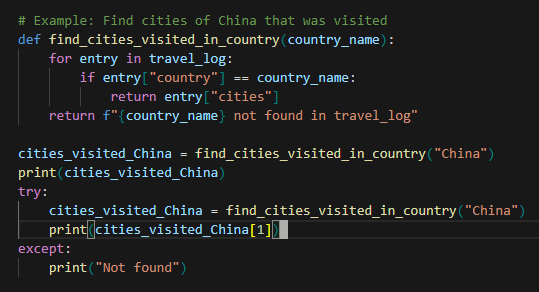 # Example: Find cities of China that was visited
def find_cities_visited_in_country(country_name):
    for entry in travel_log:
        if entry["country"] == country_name:
            return entry["cities"]
    return f"{country_name} not found in travel_log"

cities_visited_China = find_cities_visited_in_country("China")
print(cities_visited_China)
try:
    cities_visited_China = find_cities_visited_in_country("China")
    print(cities_visited_China[1])
except:
    print("Not found")